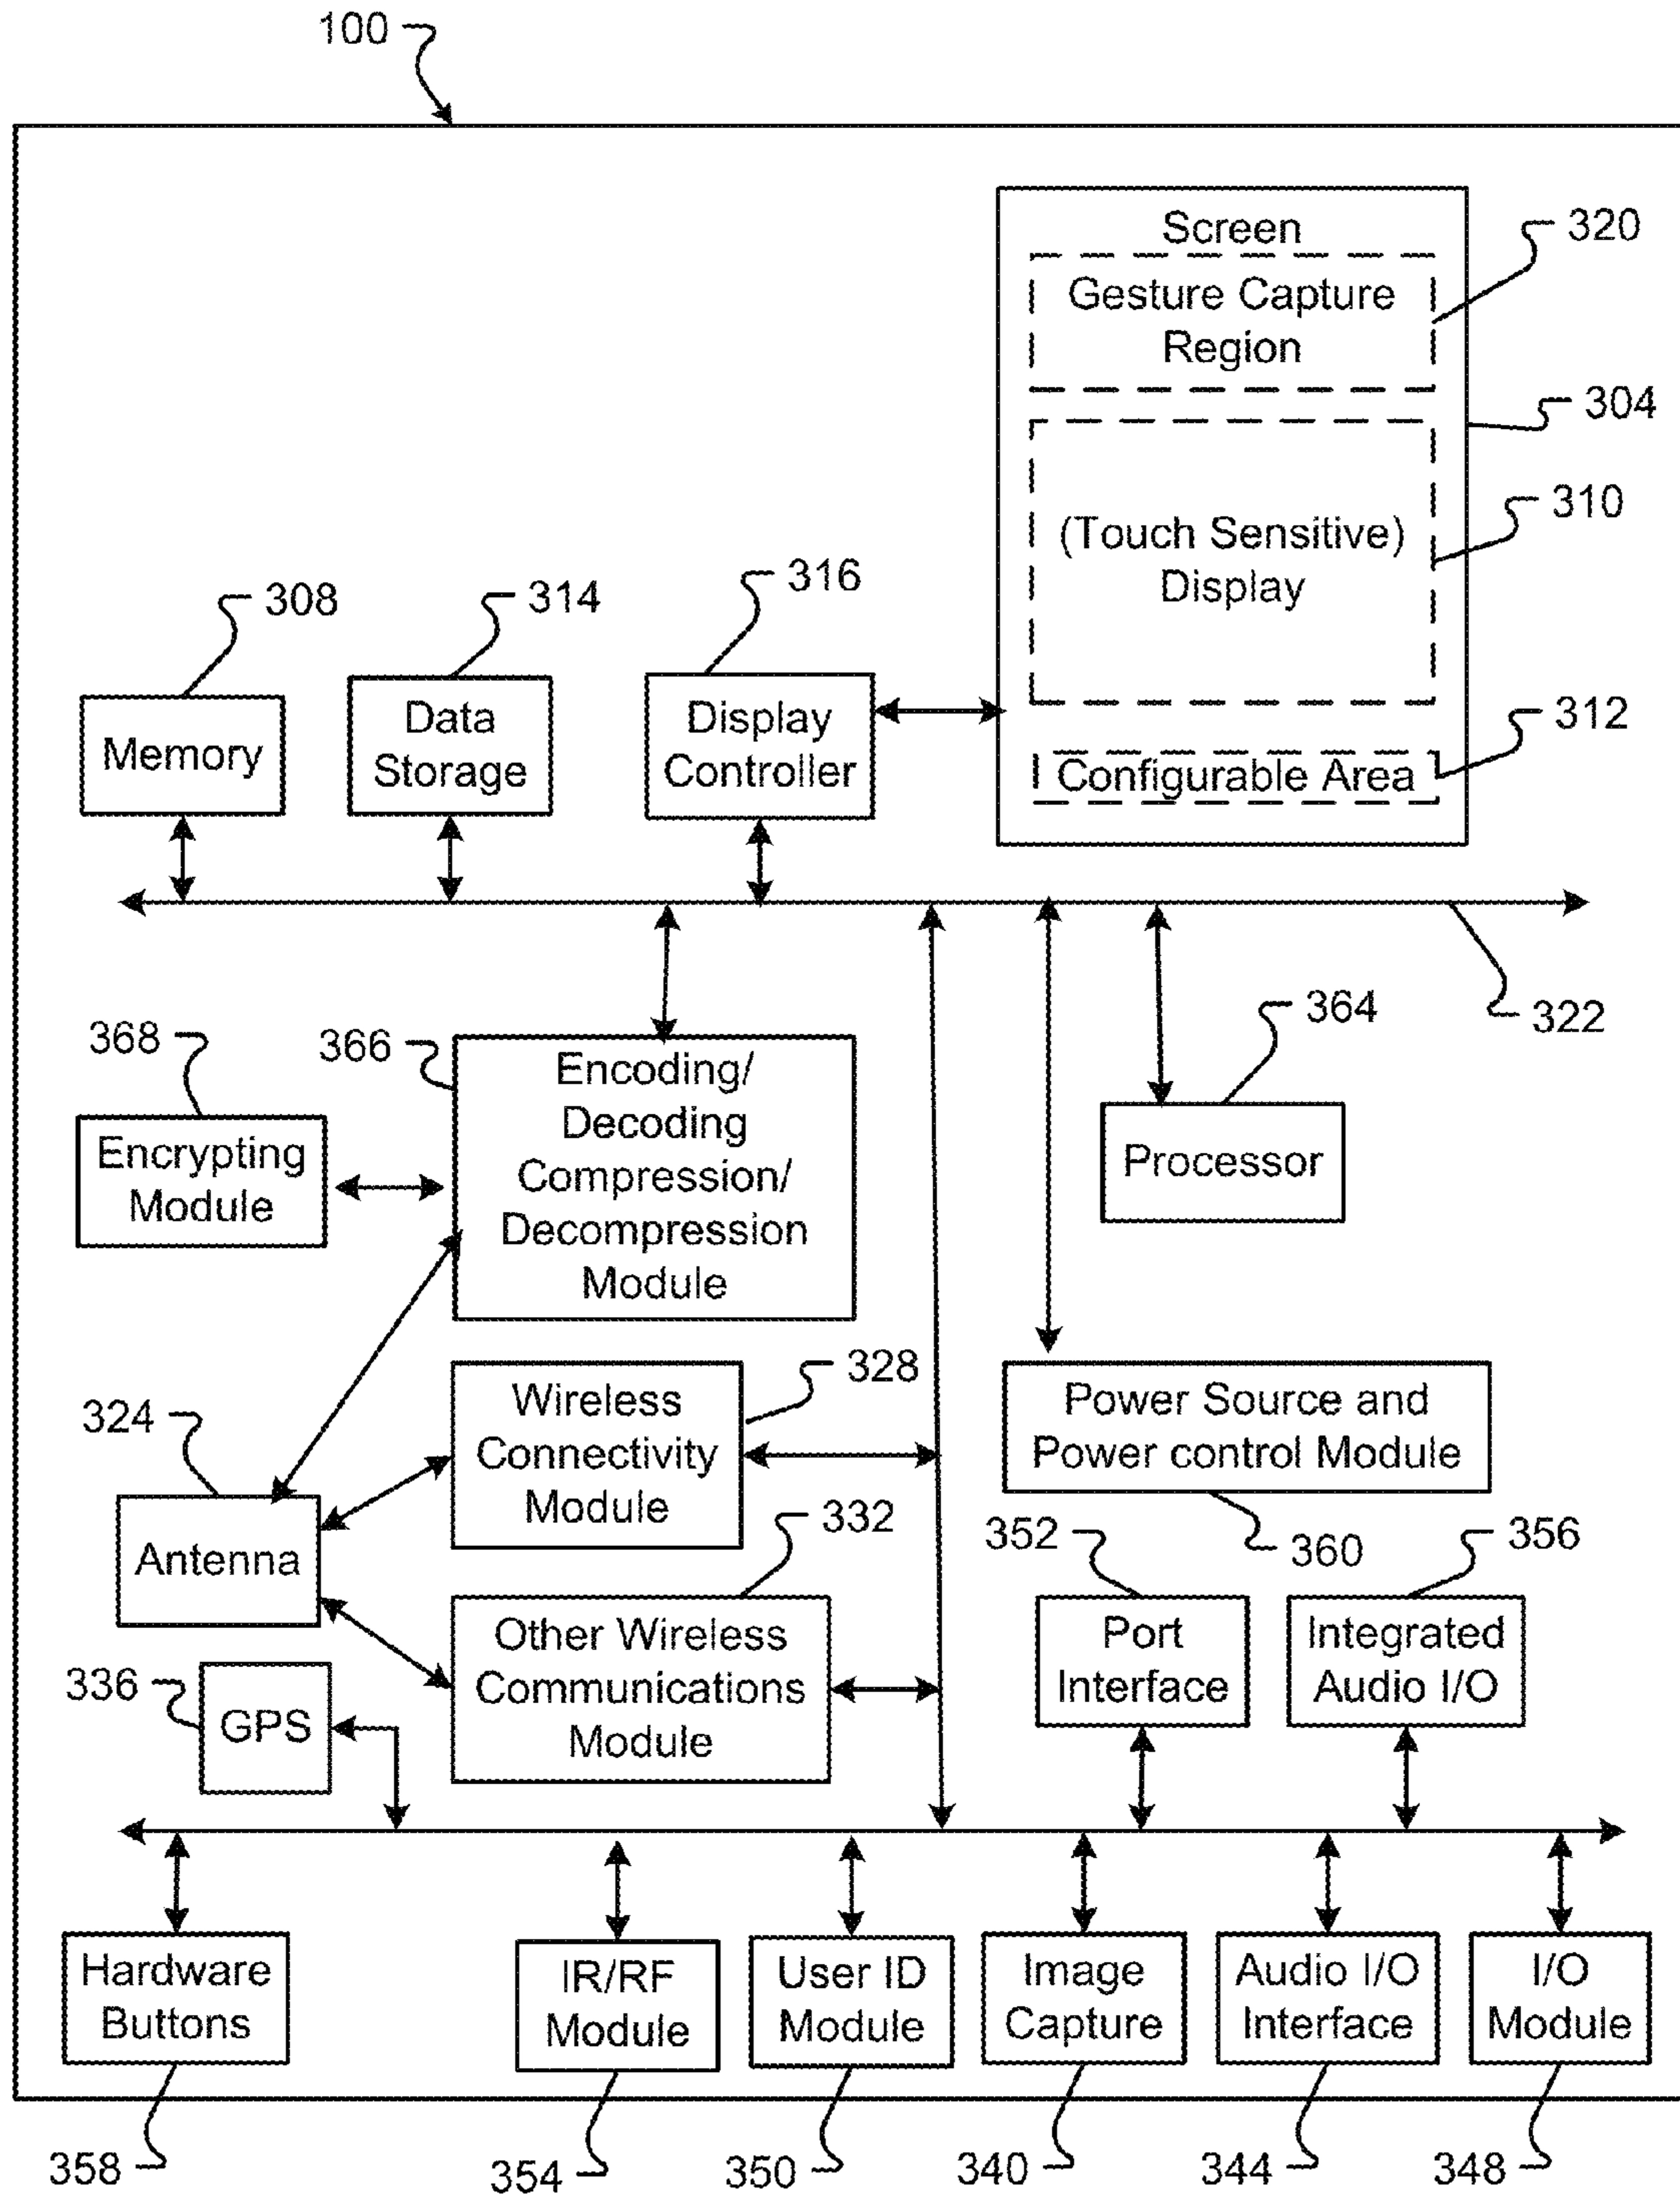 100
Screen
320
Gesture Capture
Region
304
310
(Touch Sensitive)
Display
316
314
308
312
Display
Controller
Data
Storage
Memory
Configurable Area
322
364
368
366
Encoding/
Decoding
Compression/
Decompression
Module
Encrypting
Module
Processor
328
324
Wireless
Connectivity
Module
Power Source and
Power control Module
332
352
360
356
Antenna
Other Wireless
Communications
Module
Port
Interface
Integrated
Audio I/O
336
GPS
Hardware
Buttons
IR/RF
Module
User ID
Module
Image
Capture
Audio I/O
Interface
I/O
Module
358
354
350
340
344
348